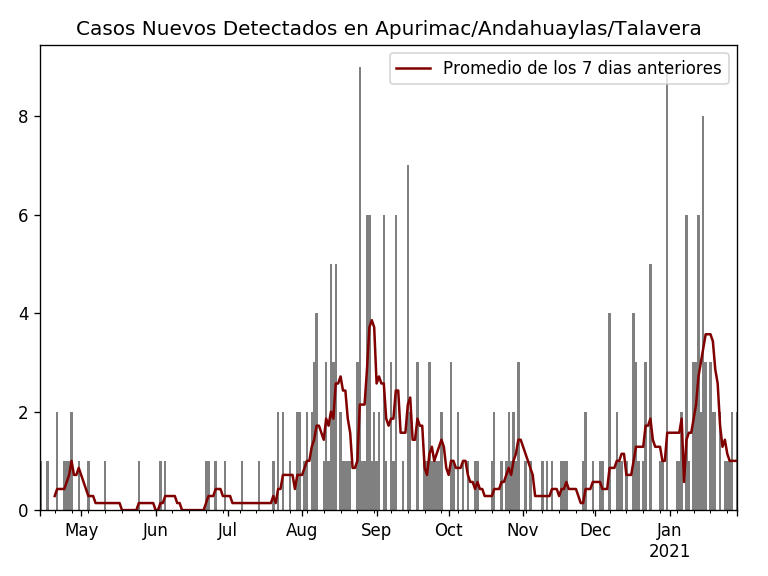 Casos Nuevos Detectados en Apurimac/Andahuaylas/Talavera
Promedio de los 7 dias anteriores
8
6
4
2
0
May Jun Jul Aug Sep Oct Nov Dec Jan
2021